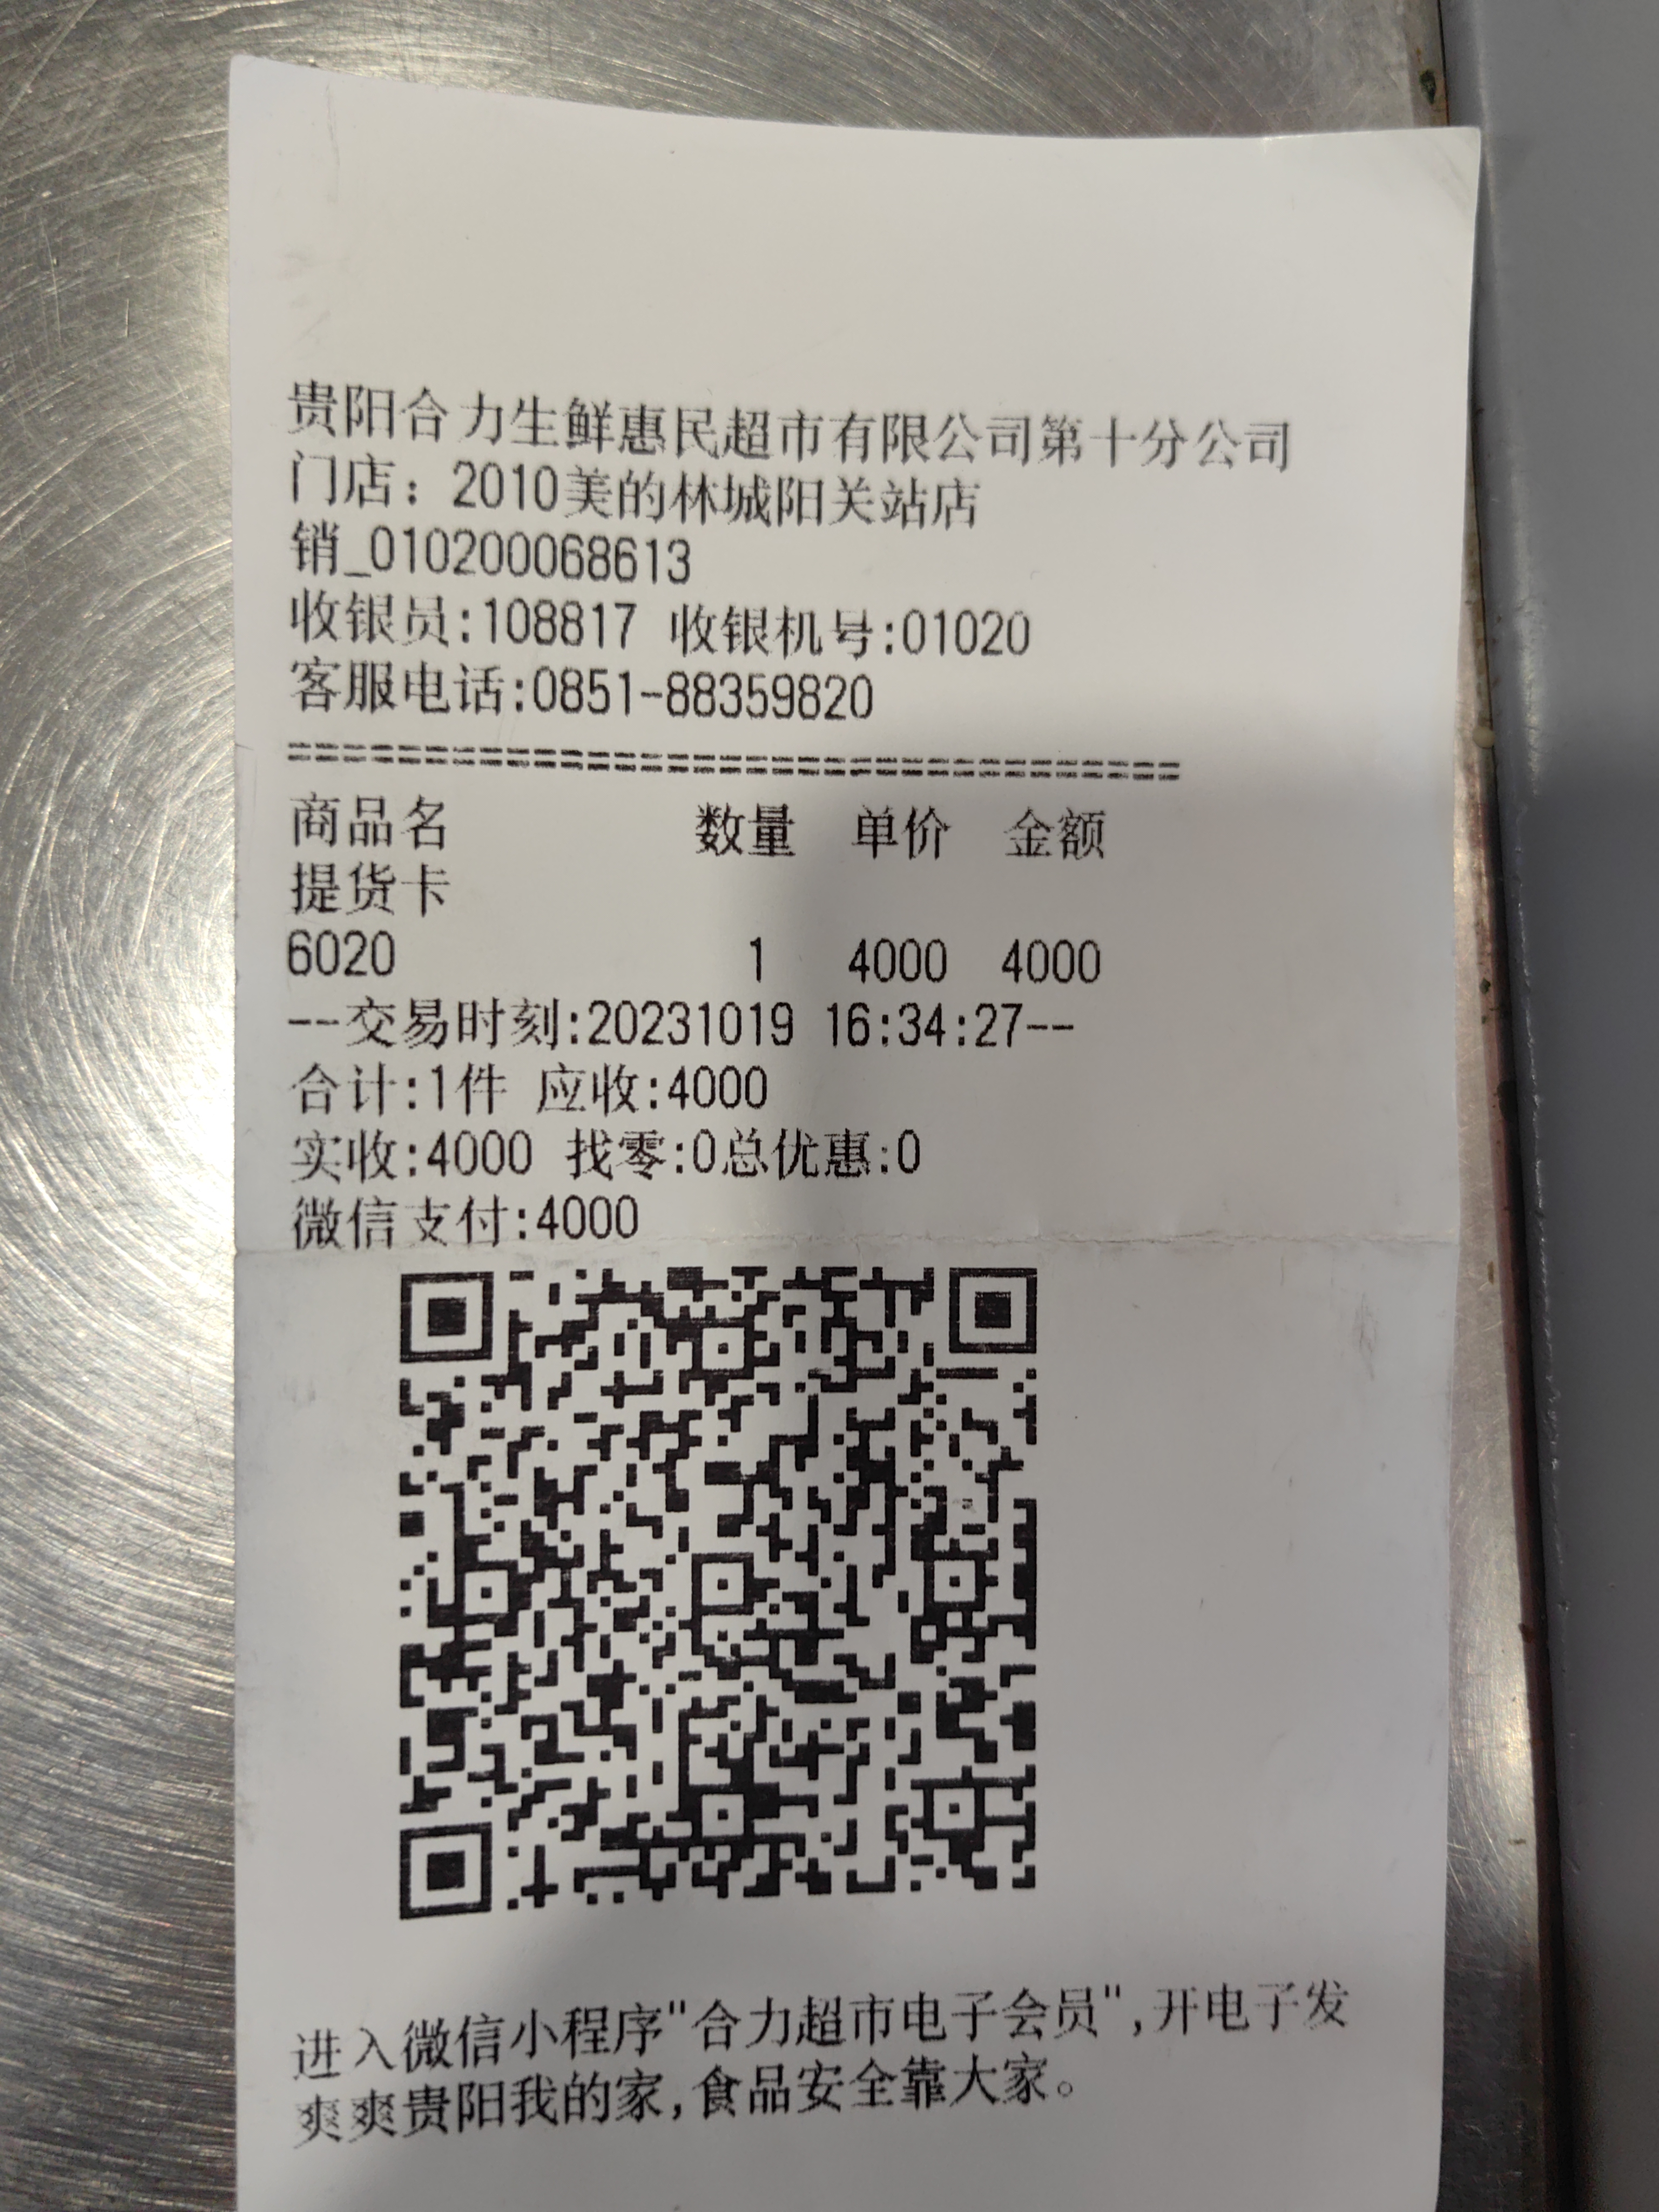 贵阳合力生鲜惠民超市有限公司第十分公司
门店：2010美的林城阳关站店
销_010200068613
收银员:108817 收银机号:01020
客服电话:0851-88359820
=================================
商品名 数量 单价 金额
提货卡
6020 1 4000 4000
--交易时刻:20231019 16:34:27--
合计:1件 应收:4000
实收:4000 找零:0总优惠:0
微信支付:4000
进入微信小程序"合力超市电子会员",开电子发
爽爽贵阳我的家,食品安全靠大家。